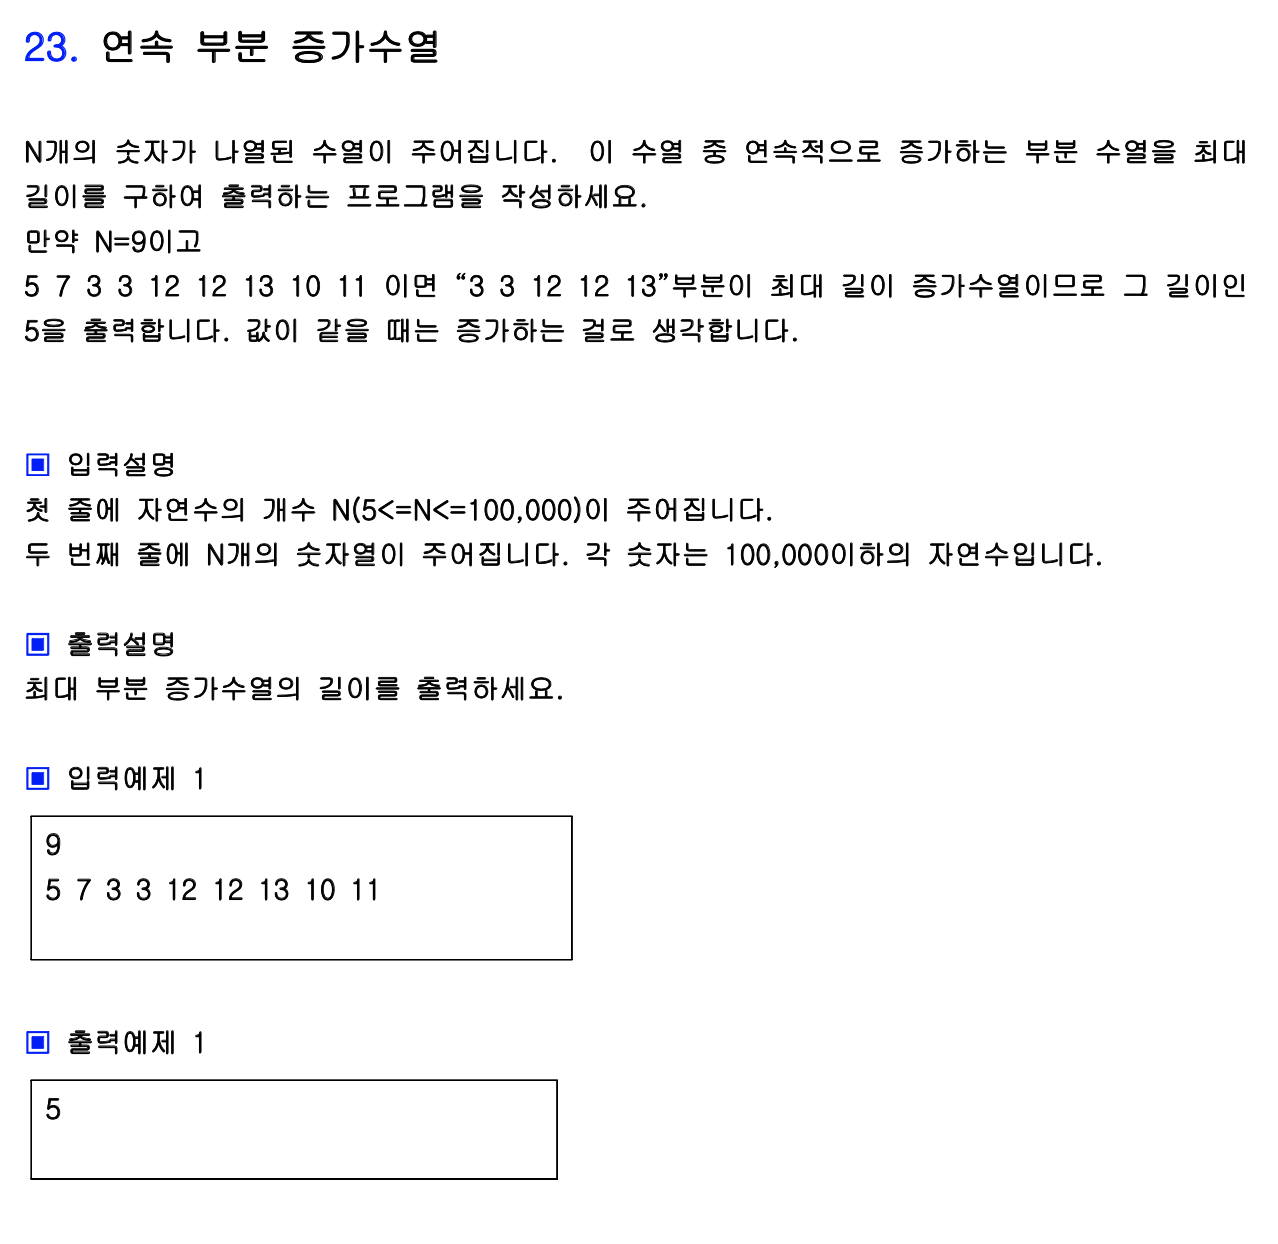 23. 연속 부분 증가수열
N개의 숫자가 나열된 수열이 주어집니다. 이 수열 중 연속적으로 증가하는 부분 수열을 최대
길이를 구하여 출력하는 프로그램을 작성하세요.
만약 N=9이고
5 7 3 3 12 12 13 10 11 이면 “3 3 12 12 13”부분이 최대 길이 증가수열이므로 그 길이인
5을 출력합니다. 값이 같을 때는 증가하는 걸로 생각합니다.
▣ 입력설명
첫 줄에 자연수의 개수 N(5<=N<=100,000)이 주어집니다.
두 번째 줄에 N개의 숫자열이 주어집니다. 각 숫자는 100,000이하의 자연수입니다.
▣ 출력설명
최대 부분 증가수열의 길이를 출력하세요.
▣ 입력예제 1
9
5 7 3 3 12 12 13 10 11
▣ 출력예제 1
5